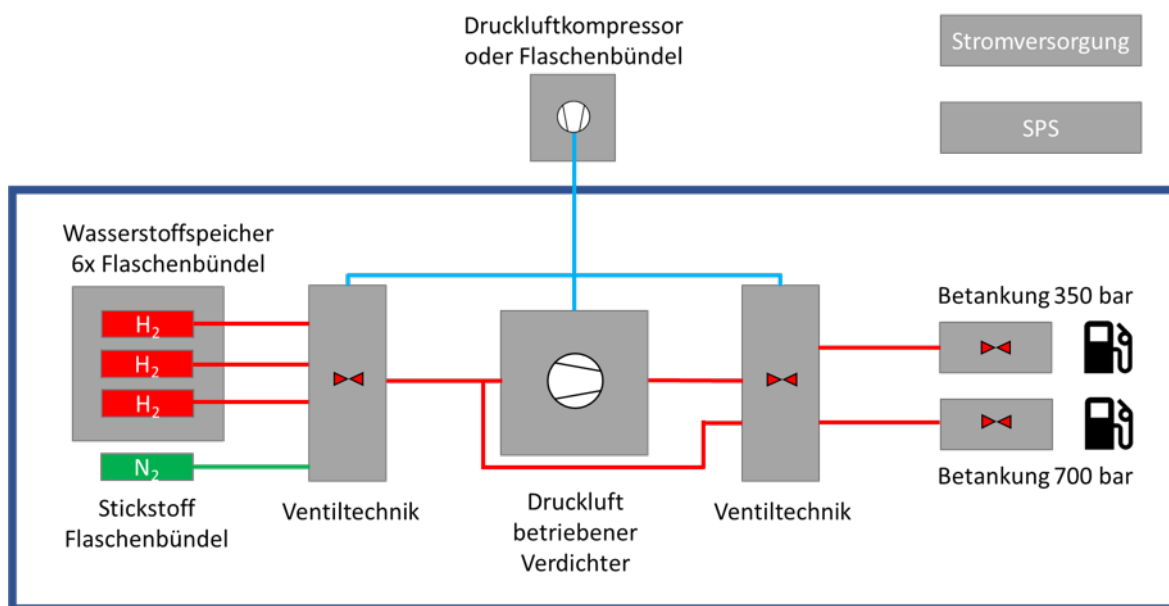 Druckluftkompressor
oder Flaschenbündel
Stromversorgung
SPS
Wasserstoffspeicher
6x Flaschenbündel
H₂
H₂
H₂
N₂
Stickstoff
Flaschenbündel
Ventiltechnik
Druckluft
betriebener
Verdichter
Ventiltechnik
Betankung 350 bar
Betankung 700 bar